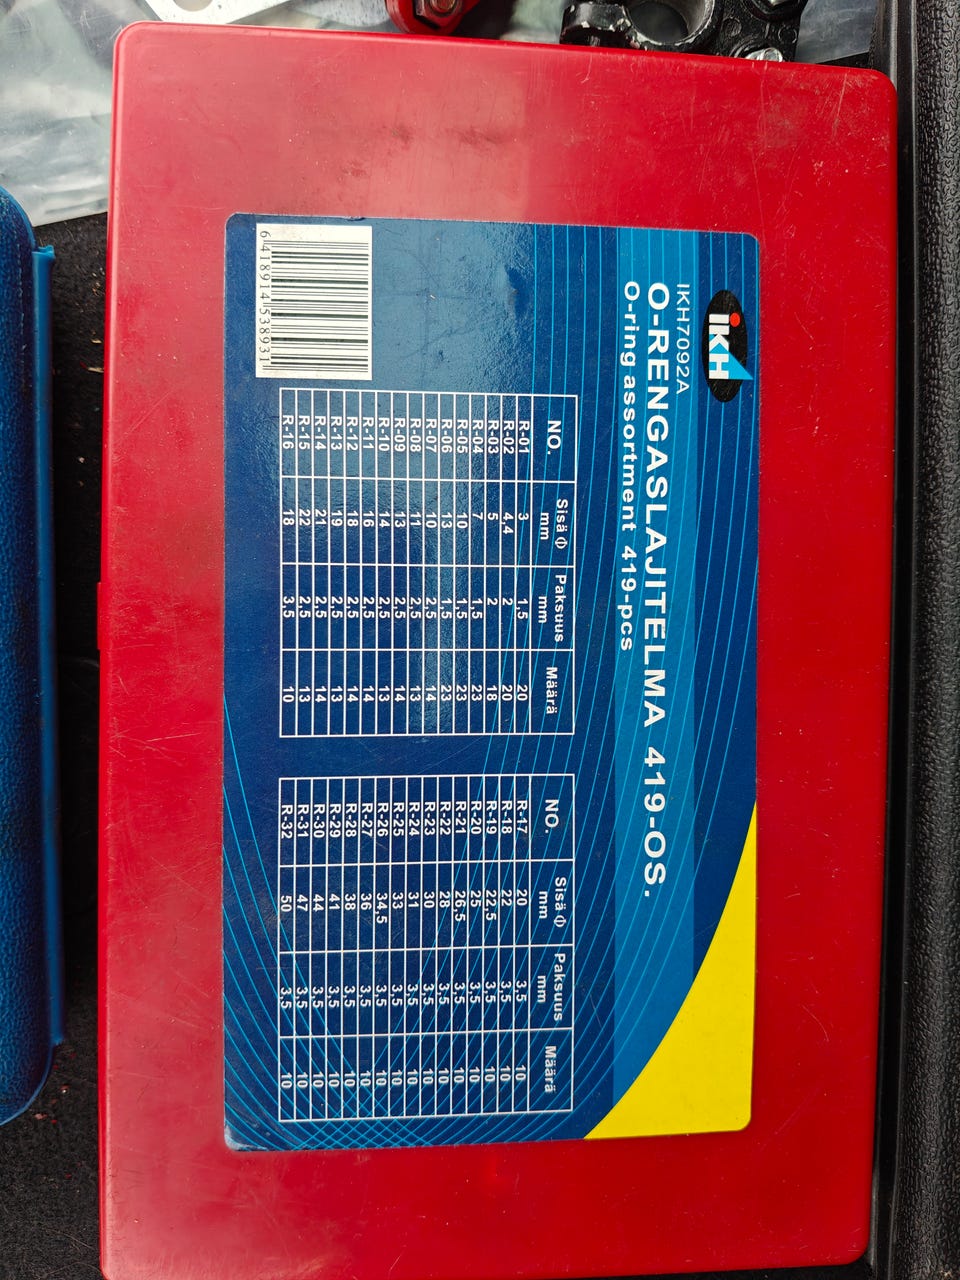 iKH
IKH7092A
O-RENGASLAJITELMA 419-OS.
O-ring assortment 419-pcs
NO. Sisä Φ mm Paksuus mm Määrä
R-01 3 1,5 20
R-02 4,4 2 20
R-03 5 2 18
R-04 7 1,5 23
R-05 10 1,5 23
R-06 13 1,5 23
R-07 10 2,5 14
R-08 11 2,5 13
R-09 13 2,5 14
R-10 14 2,5 13
R-11 16 2,5 14
R-12 18 2,5 14
R-13 19 2,5 13
R-14 21 2,5 14
R-15 22 2,5 13
R-16 18 3,5 10
NO. Sisä Φ mm Paksuus mm Määrä
R-17 20 3,5 10
R-18 22 3,5 10
R-19 22,5 3,5 10
R-20 25 3,5 10
R-21 26,5 3,5 10
R-22 28 3,5 10
R-23 30 3,5 10
R-24 31 3,5 10
R-25 33 3,5 10
R-26 34,5 3,5 10
R-27 36 3,5 10
R-28 38 3,5 10
R-29 41 3,5 10
R-30 44 3,5 10
R-31 47 3,5 10
R-32 50 3,5 10
6 418914 538931